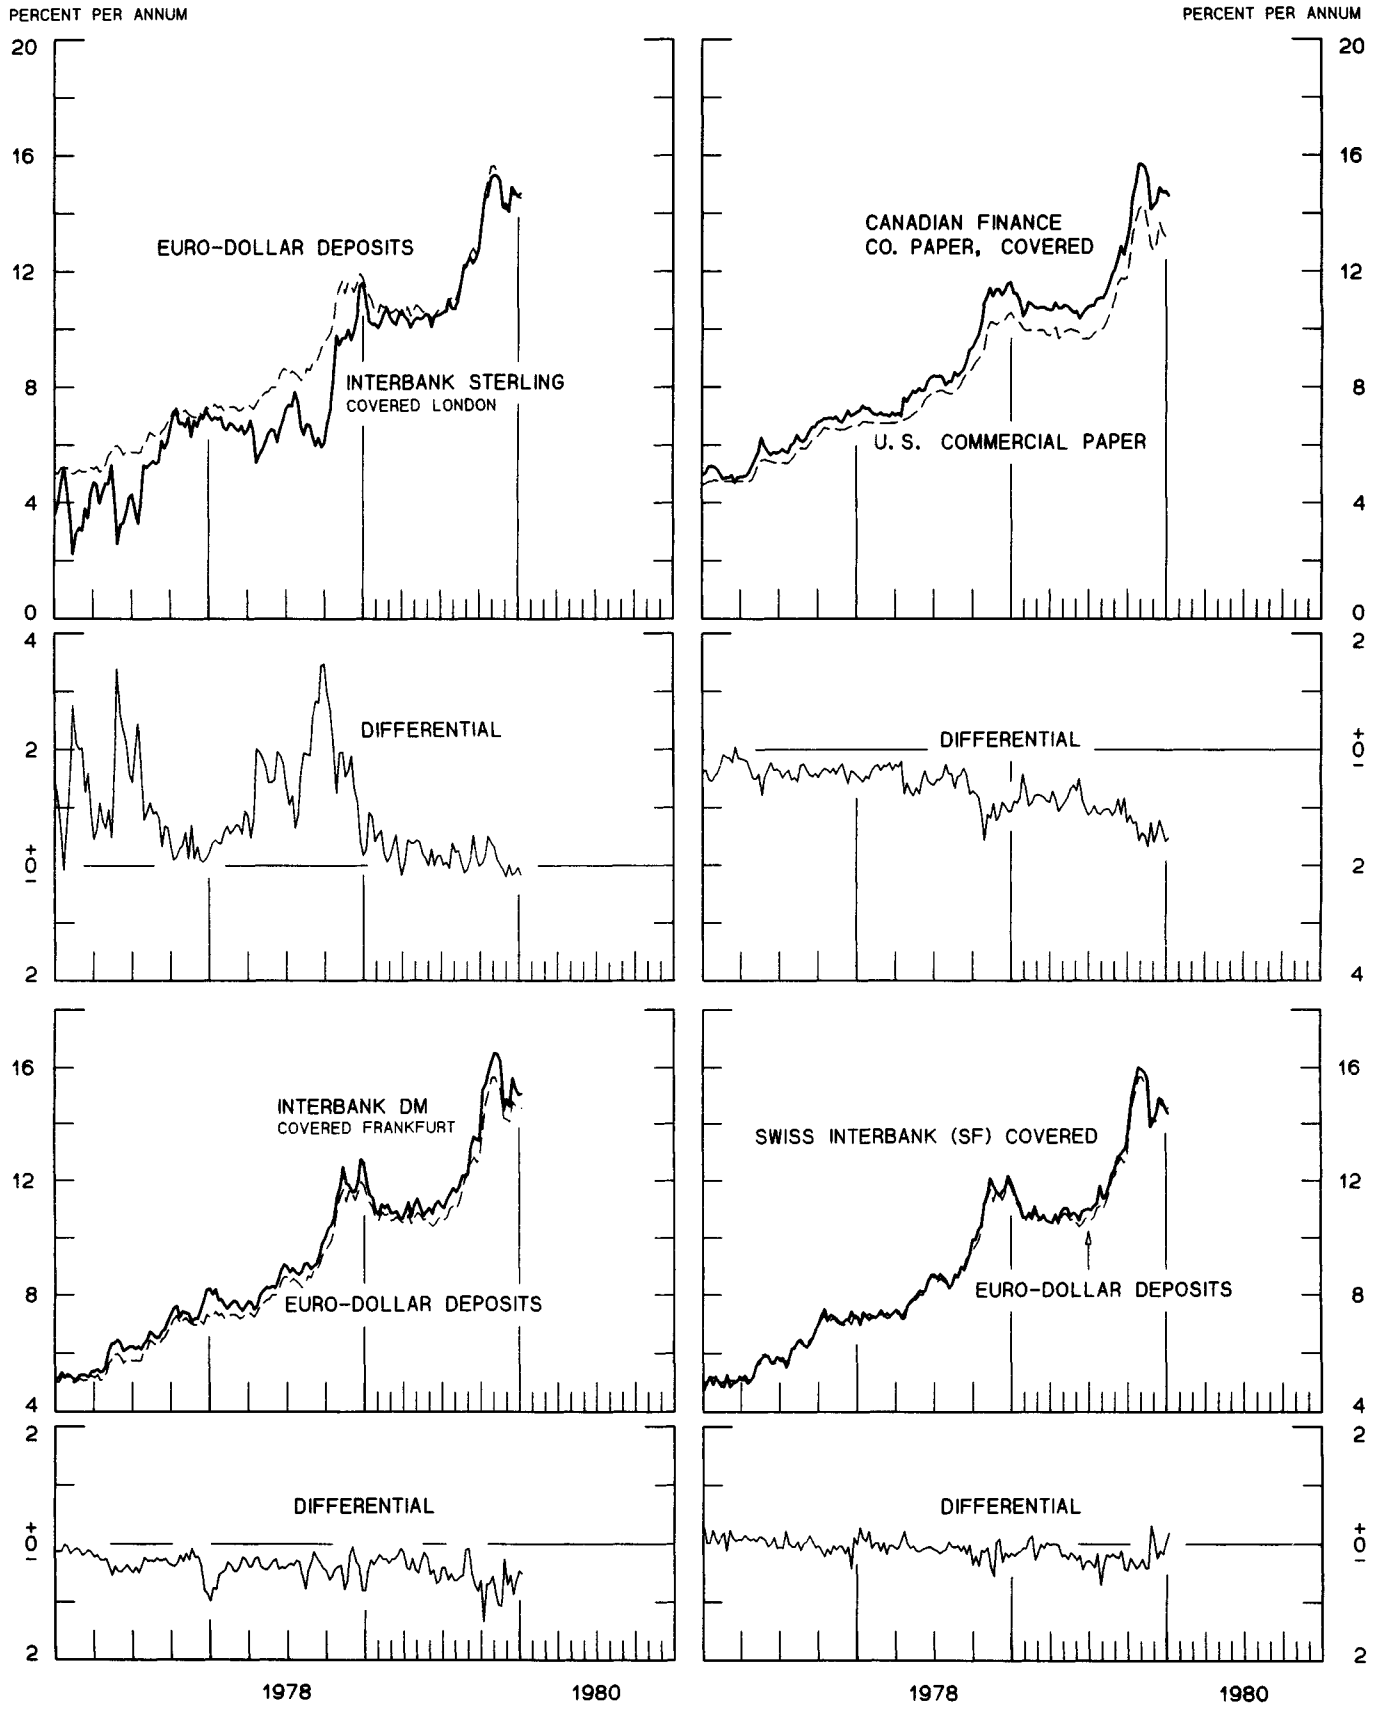 PERCENT PER ANNUM
PERCENT PER ANNUM
20
16
12
8
4
0
EURO-DOLLAR DEPOSITS
INTERBANK STERLING
COVERED LONDON
20
16
12
8
4
0
CANADIAN FINANCE
CO. PAPER, COVERED
U.S. COMMERCIAL PAPER
4
2
+
0
−
2
DIFFERENTIAL
2
+
0
−
2
4
DIFFERENTIAL
16
12
8
4
INTERBANK DM
COVERED FRANKFURT
EURO-DOLLAR DEPOSITS
16
12
8
4
SWISS INTERBANK (SF) COVERED
EURO-DOLLAR DEPOSITS
2
+
0
−
2
DIFFERENTIAL
2
+
0
−
2
DIFFERENTIAL
1978
1980
1978
1980